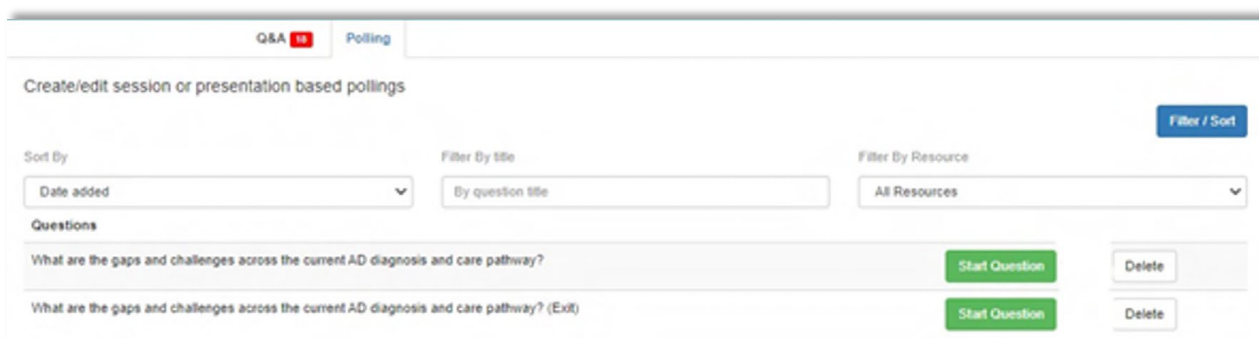 Q&A 10 Polling
Create/edit session or presentation based pollings
Filter / Sort
Sort By Filter By title Filter By Resource
Date added By question title All Resources
Questions
What are the gaps and challenges across the current AD diagnosis and care pathway? Start Question Delete
What are the gaps and challenges across the current AD diagnosis and care pathway? (Exit) Start Question Delete